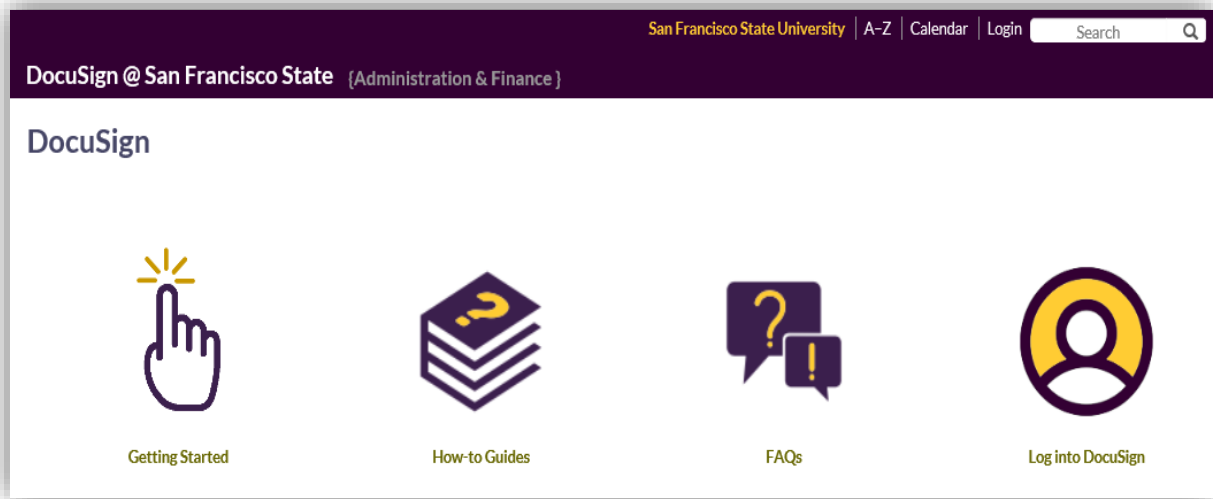 San Francisco State University A–Z Calendar Login Search
DocuSign @ San Francisco State {Administration & Finance}
DocuSign
? ? !
Getting Started How-to Guides FAQs Log into DocuSign